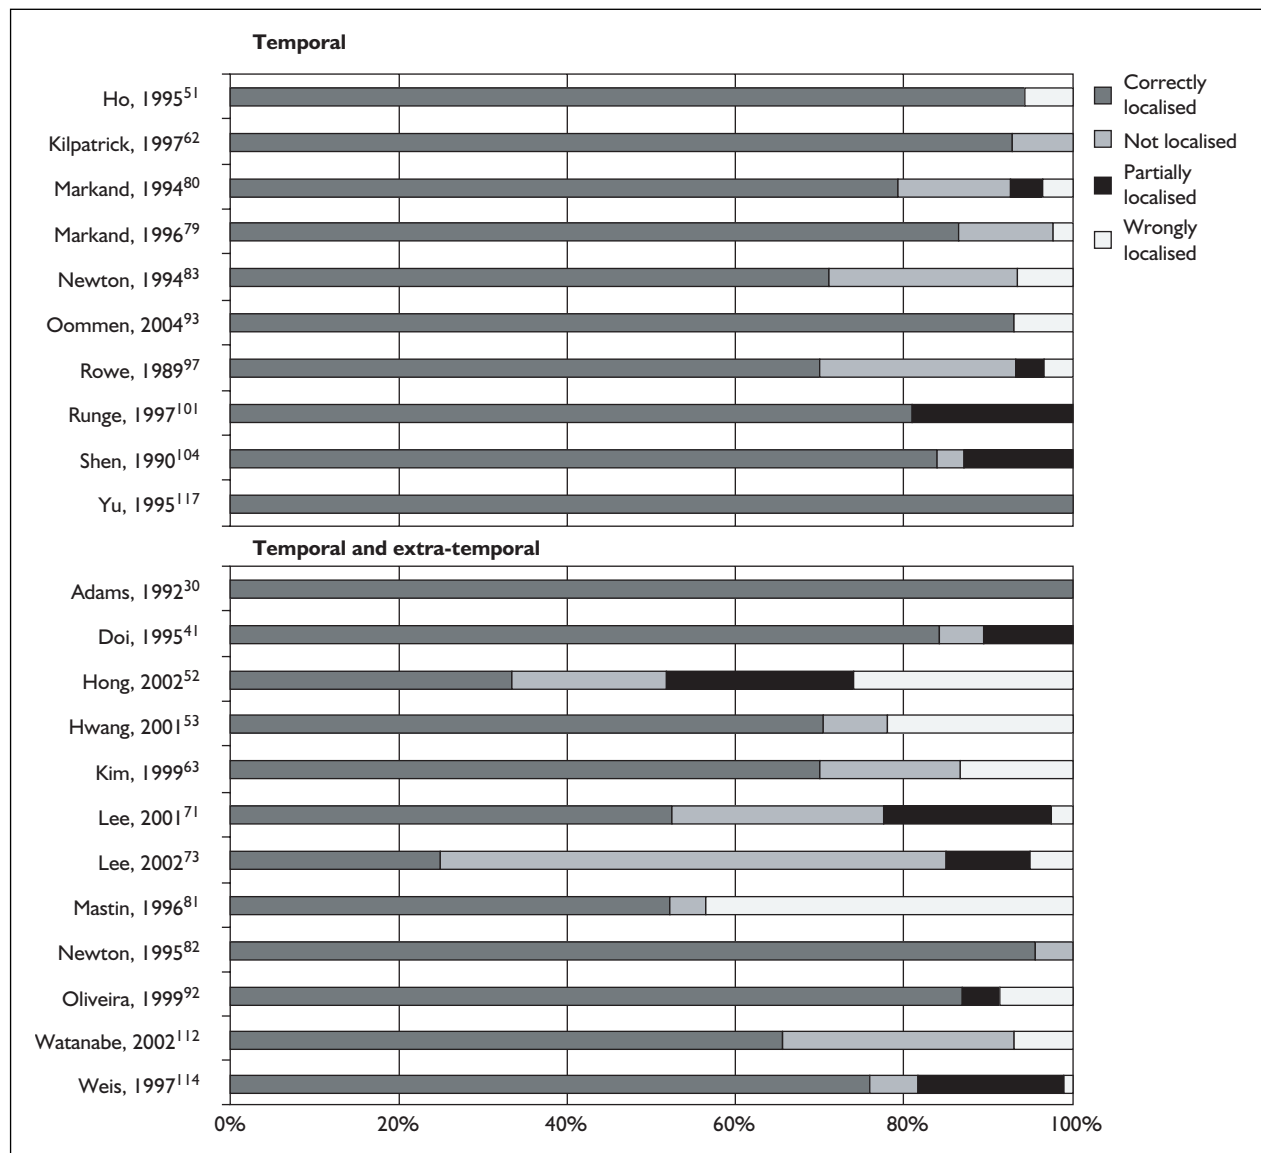 Temporal
Ho, 1995⁵¹
Kilpatrick, 1997⁶²
Markand, 1994⁸⁰
Markand, 1996⁷⁹
Newton, 1994⁸³
Oommen, 2004⁹³
Rowe, 1989⁹⁷
Runge, 1997¹⁰¹
Shen, 1990¹⁰⁴
Yu, 1995¹¹⁷
Correctly
localised
Not localised
Partially
localised
Wrongly
localised
Temporal and extra-temporal
Adams, 1992³⁰
Doi, 1995⁴¹
Hong, 2002⁵²
Hwang, 2001⁵³
Kim, 1999⁶³
Lee, 2001⁷¹
Lee, 2002⁷³
Mastin, 1996⁸¹
Newton, 1995⁸²
Oliveira, 1999⁹²
Watanabe, 2002¹¹²
Weis, 1997¹¹⁴
0% 20% 40% 60% 80% 100%